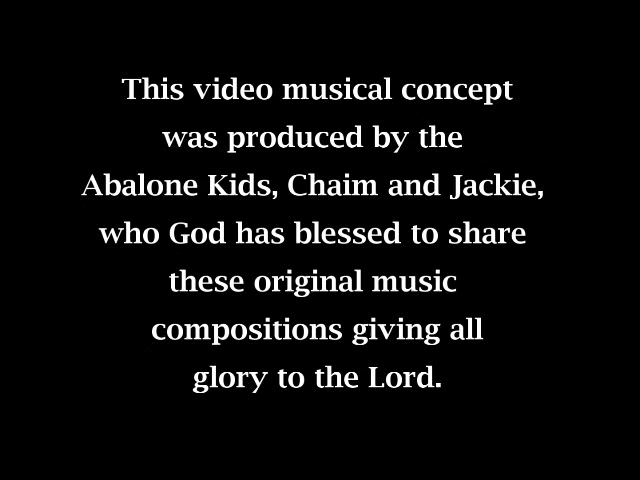 This video musical concept
was produced by the
Abalone Kids, Chaim and Jackie,
who God has blessed to share
these original music
compositions giving all
glory to the Lord.